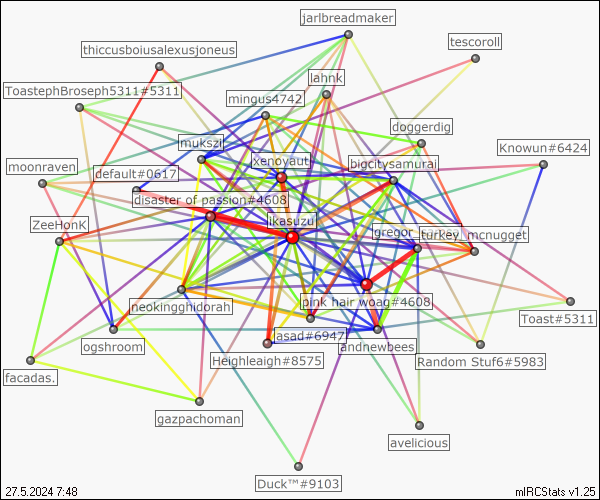 jarlbreadmaker
tescoroll
thiccusboiusalexusjoneus
lahnk
ToastephBroseph5311#5311
mingus4742
doggerdig
mukszil
Knowun#6424
xenoyaut
bigcitysamurai
moonraven
default#0617
disaster of passion#4608
ikasuzu
ZeeHonk
gregor_
turkey_mcnugget
neokingghidorah
pink hair woag#4608
Toast#5311
asad#6947
ogshroom
andnewbees
Heighleaigh#8575
Random Stuf6#5983
facadas.
gazpachoman
avelicious
Duck™#9103
27.5.2024 7:48
mIRCStats v1.25